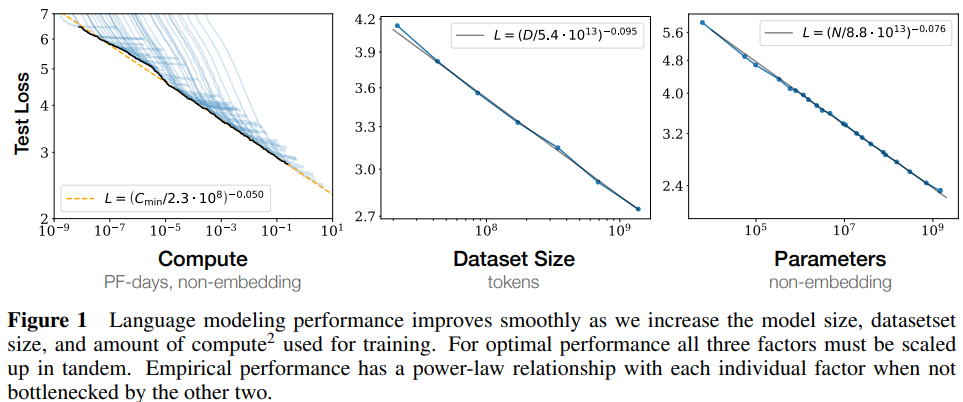 7
6
5
4
3
2
Test Loss
L = (C_min/2.3 · 10^8)^−0.050
10^−9 10^−7 10^−5 10^−3 10^−1 10^1
Compute
PF-days, non-embedding
4.2
3.9
3.6
3.3
3.0
2.7
L = (D/5.4 · 10^13)^−0.095
10^8 10^9
Dataset Size
tokens
5.6
4.8
4.0
3.2
2.4
L = (N/8.8 · 10^13)^−0.076
10^5 10^7 10^9
Parameters
non-embedding
Figure 1 Language modeling performance improves smoothly as we increase the model size, datasetset
size, and amount of compute² used for training. For optimal performance all three factors must be scaled
up in tandem. Empirical performance has a power-law relationship with each individual factor when not
bottlenecked by the other two.